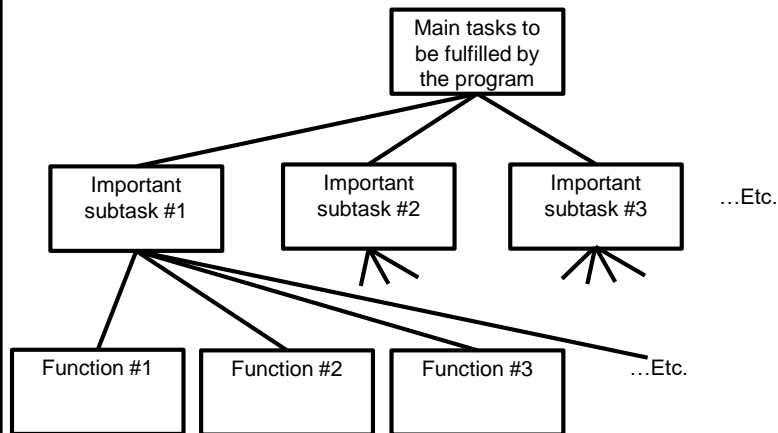 Main tasks to
be fulfilled by
the program
Important
subtask #1
Important
subtask #2
Important
subtask #3
…Etc.
Function #1
Function #2
Function #3
…Etc.